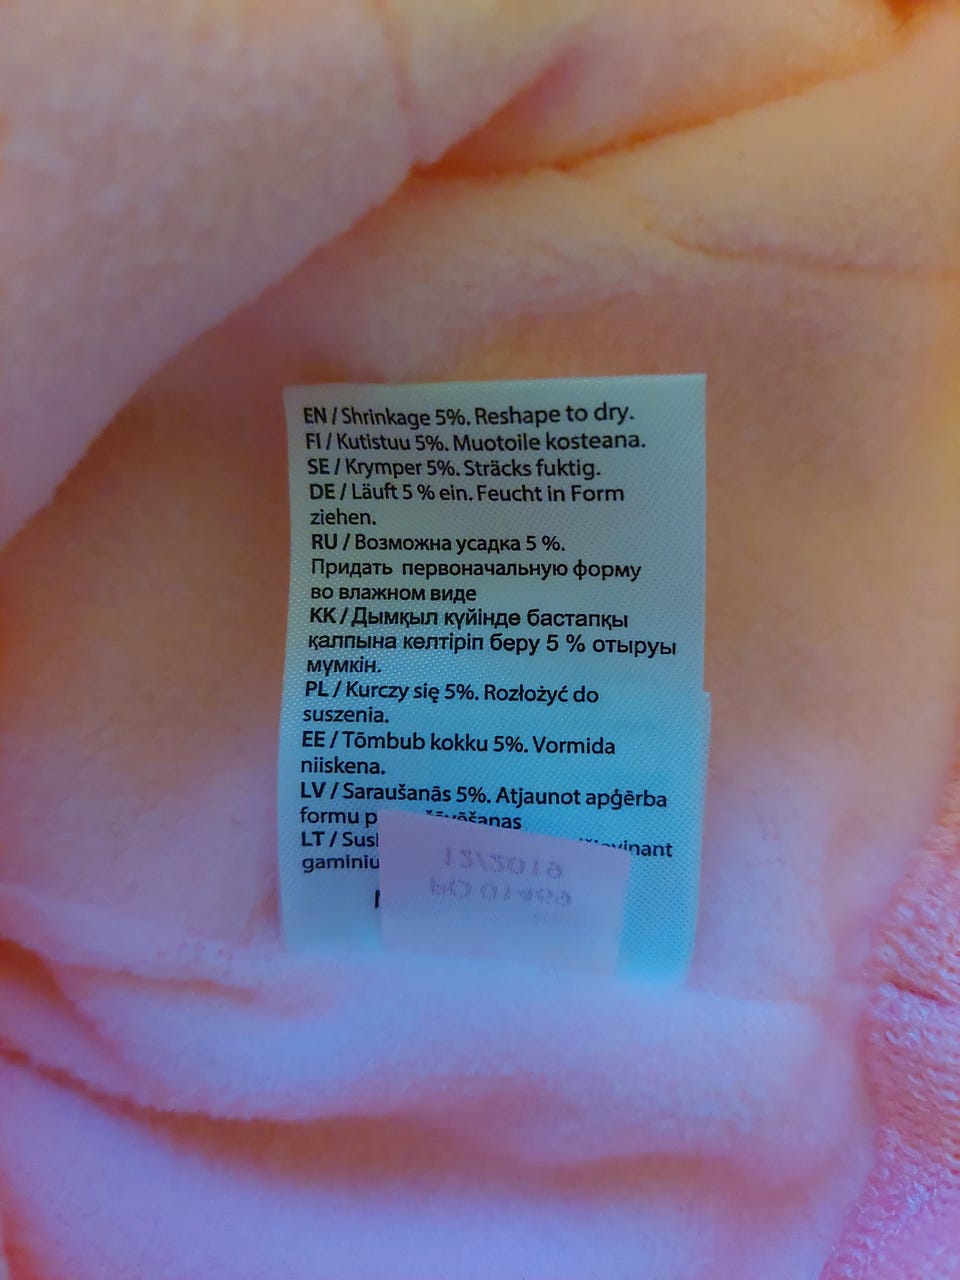 EN / Shrinkage 5%. Reshape to dry.
FI / Kutistuu 5%. Muotoile kosteana.
SE / Krymper 5%. Sträcks fuktig.
DE / Läuft 5 % ein. Feucht in Form
ziehen.
RU / Возможна усадка 5 %.
Придать первоначальную форму
во влажном виде
KK / Дымқыл күйінде бастапқы
қалпына келтіріп беру 5 % отыруы
мүмкін.
PL / Kurczy się 5%. Rozłożyć do
suszenia.
EE / Tõmbub kokku 5%. Vormida
niiskena.
LV / Saraušanās 5%. Atjaunot apģērba
formu
LT /
gaminiu